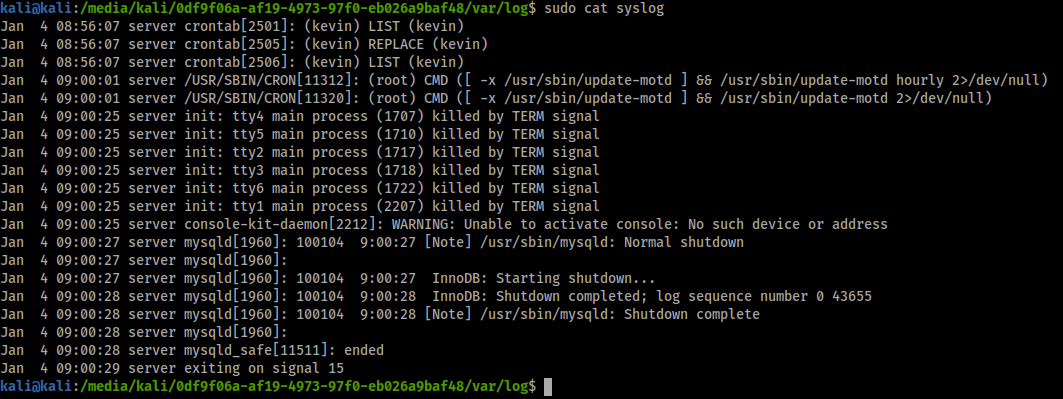 kali@kali:/media/kali/0df9f06a-af19-4973-97f0-eb026a9baf48/var/log$ sudo cat syslog
Jan  4 08:56:07 server crontab[2501]: (kevin) LIST (kevin)
Jan  4 08:56:07 server crontab[2505]: (kevin) REPLACE (kevin)
Jan  4 08:56:07 server crontab[2506]: (kevin) LIST (kevin)
Jan  4 09:00:01 server /USR/SBIN/CRON[11312]: (root) CMD ([ -x /usr/sbin/update-motd ] && /usr/sbin/update-motd hourly 2>/dev/null)
Jan  4 09:00:01 server /USR/SBIN/CRON[11320]: (root) CMD ([ -x /usr/sbin/update-motd ] && /usr/sbin/update-motd 2>/dev/null)
Jan  4 09:00:25 server init: tty4 main process (1707) killed by TERM signal
Jan  4 09:00:25 server init: tty5 main process (1710) killed by TERM signal
Jan  4 09:00:25 server init: tty2 main process (1717) killed by TERM signal
Jan  4 09:00:25 server init: tty3 main process (1718) killed by TERM signal
Jan  4 09:00:25 server init: tty6 main process (1722) killed by TERM signal
Jan  4 09:00:25 server init: tty1 main process (2207) killed by TERM signal
Jan  4 09:00:25 server console-kit-daemon[2212]: WARNING: Unable to activate console: No such device or address
Jan  4 09:00:27 server mysqld[1960]: 100104  9:00:27 [Note] /usr/sbin/mysqld: Normal shutdown
Jan  4 09:00:27 server mysqld[1960]:
Jan  4 09:00:27 server mysqld[1960]: 100104  9:00:27  InnoDB: Starting shutdown...
Jan  4 09:00:28 server mysqld[1960]: 100104  9:00:28  InnoDB: Shutdown completed; log sequence number 0 43655
Jan  4 09:00:28 server mysqld[1960]: 100104  9:00:28 [Note] /usr/sbin/mysqld: Shutdown complete
Jan  4 09:00:28 server mysqld[1960]:
Jan  4 09:00:28 server mysqld_safe[11511]: ended
Jan  4 09:00:29 server exiting on signal 15
kali@kali:/media/kali/0df9f06a-af19-4973-97f0-eb026a9baf48/var/log$